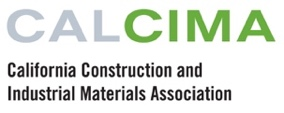 CALCIMA
California Construction and
Industrial Materials Association